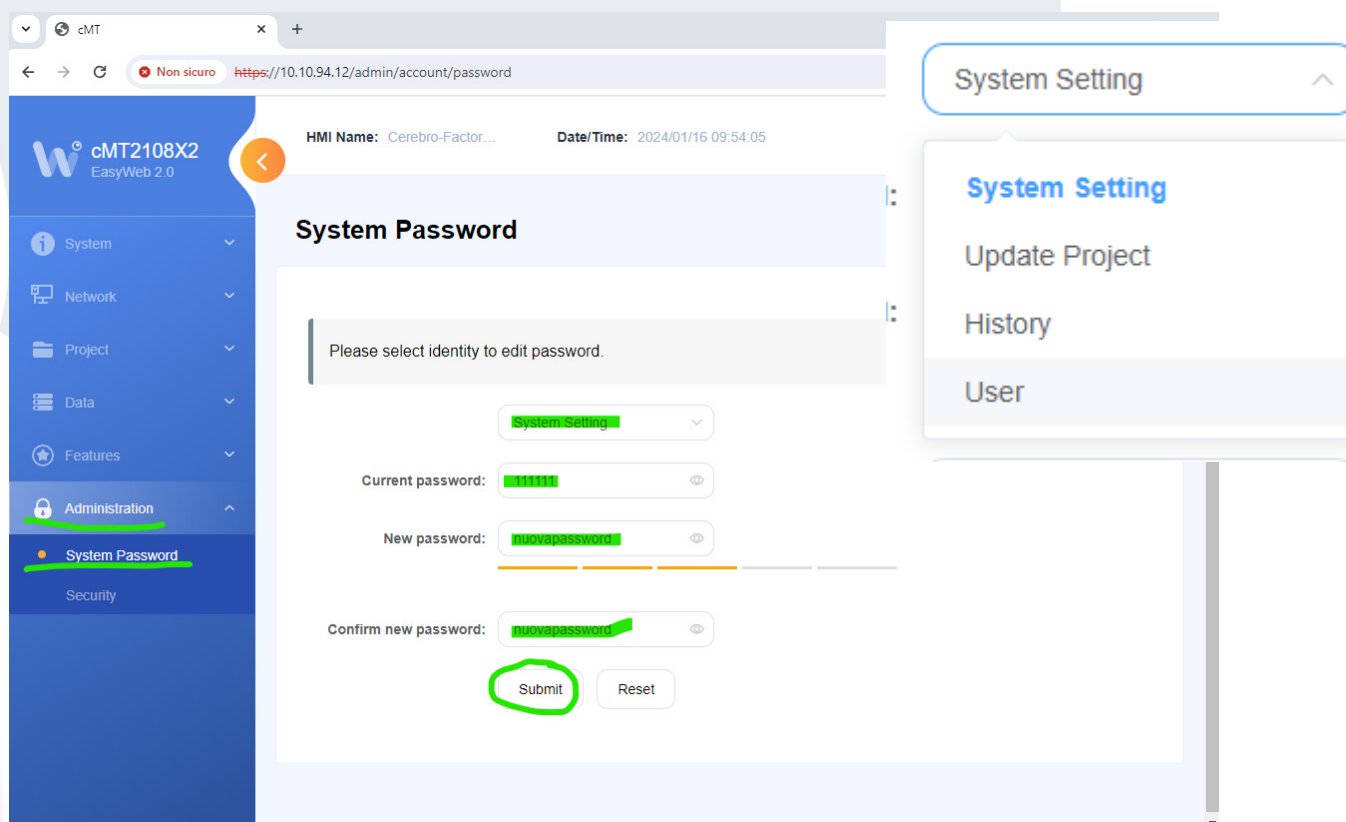 cMT
Non sicuro https://10.10.94.12/admin/account/password
cMT2108X2
EasyWeb 2.0
HMI Name: Cerebro-Factor... Date/Time: 2024/01/16 09:54:05
System
Network
Project
Data
Features
Administration
System Password
Security
System Password
Please select identity to edit password.
System Setting
Current password: 111111
New password: nuovapassword
Confirm new password: nuovapassword
Submit Reset
System Setting
System Setting
Update Project
History
User